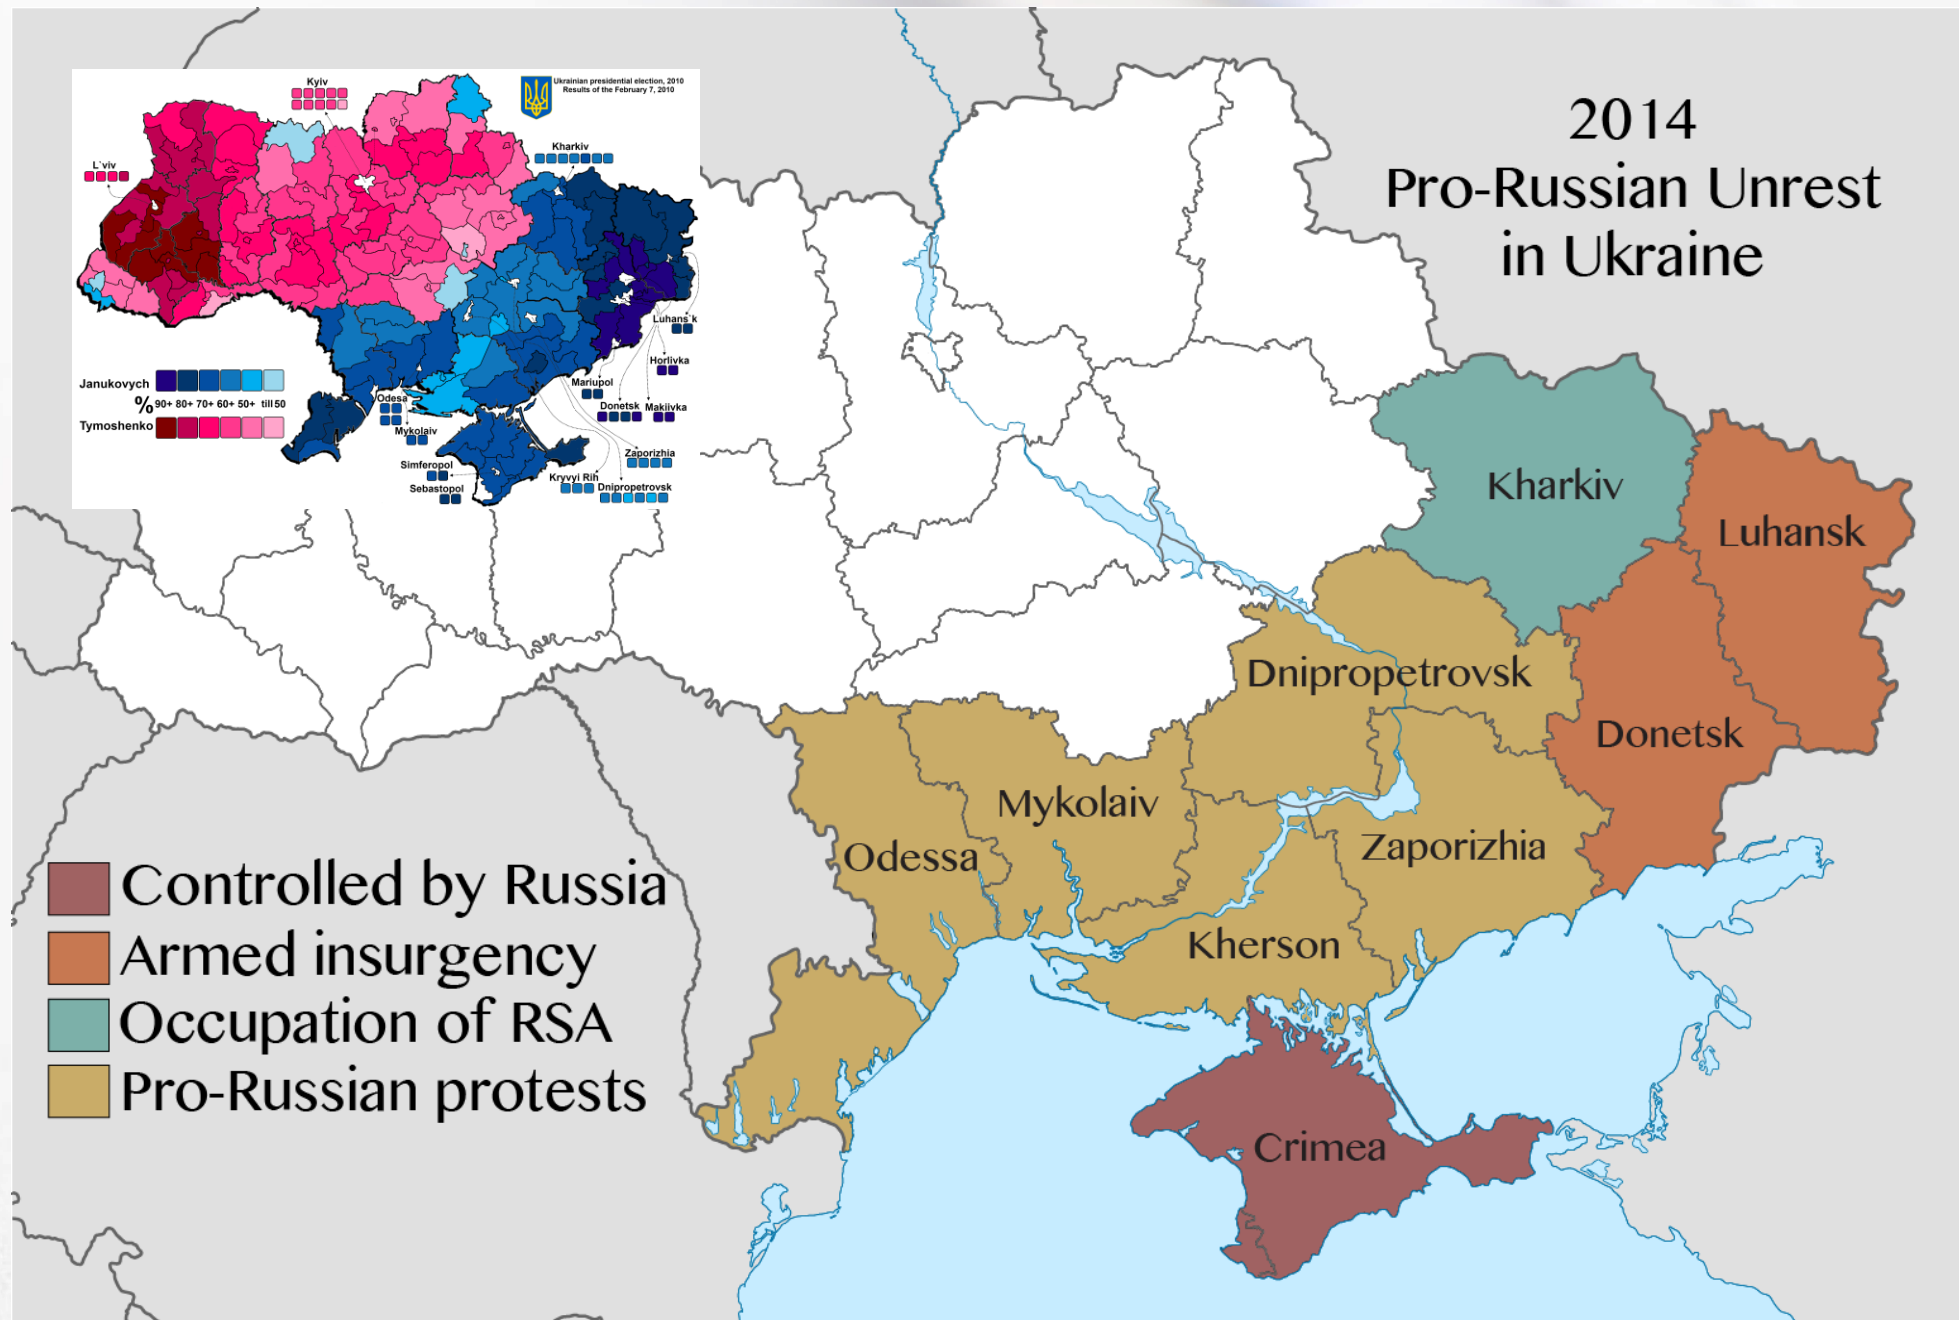 2014
Pro-Russian Unrest
in Ukraine
Ukrainian presidential election, 2010
Results of the February 7, 2010
Kyiv
L`viv
Kharkiv
Luhans`k
Horlivka
Mariupol
Donetsk
Makiivka
Odesa
Mykolaiv
Zaporizhia
Simferopol
Sebastopol
Kryvyi Rih
Dnipropetrovsk
Janukovych
% 90+ 80+ 70+ 60+ 50+ till50
Tymoshenko
Kharkiv
Luhansk
Dnipropetrovsk
Donetsk
Mykolaiv
Zaporizhia
Odessa
Kherson
Crimea
Controlled by Russia
Armed insurgency
Occupation of RSA
Pro-Russian protests